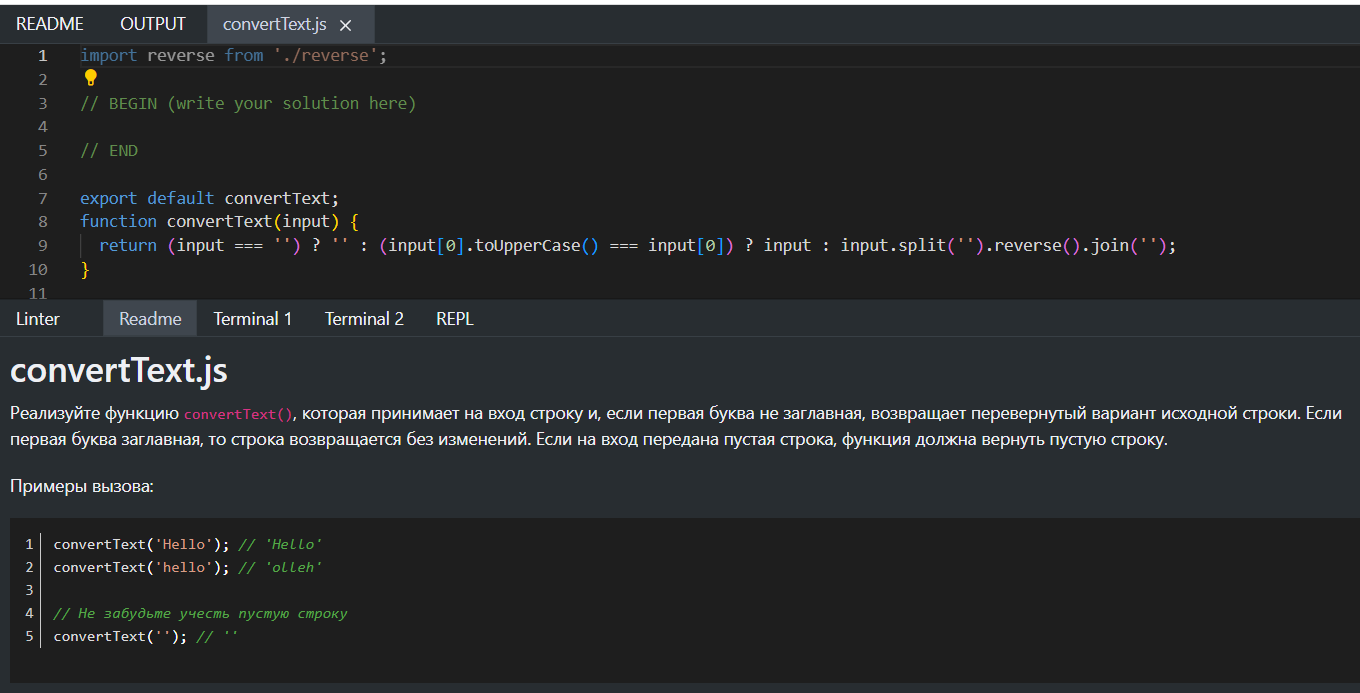 README OUTPUT convertText.js ×
1 import reverse from './reverse';
2
3 // BEGIN (write your solution here)
4
5 // END
6
7 export default convertText;
8 function convertText(input) {
9 return (input === '') ? '' : (input[0].toUpperCase() === input[0]) ? input : input.split('').reverse().join('');
10 }
11
Linter Readme Terminal 1 Terminal 2 REPL
convertText.js
Реализуйте функцию convertText(), которая принимает на вход строку и, если первая буква не заглавная, возвращает перевернутый вариант исходной строки. Если
первая буква заглавная, то строка возвращается без изменений. Если на вход передана пустая строка, функция должна вернуть пустую строку.
Примеры вызова:
1 convertText('Hello'); // 'Hello'
2 convertText('hello'); // 'olleh'
3
4 // Не забудьте учесть пустую строку
5 convertText(''); // ''